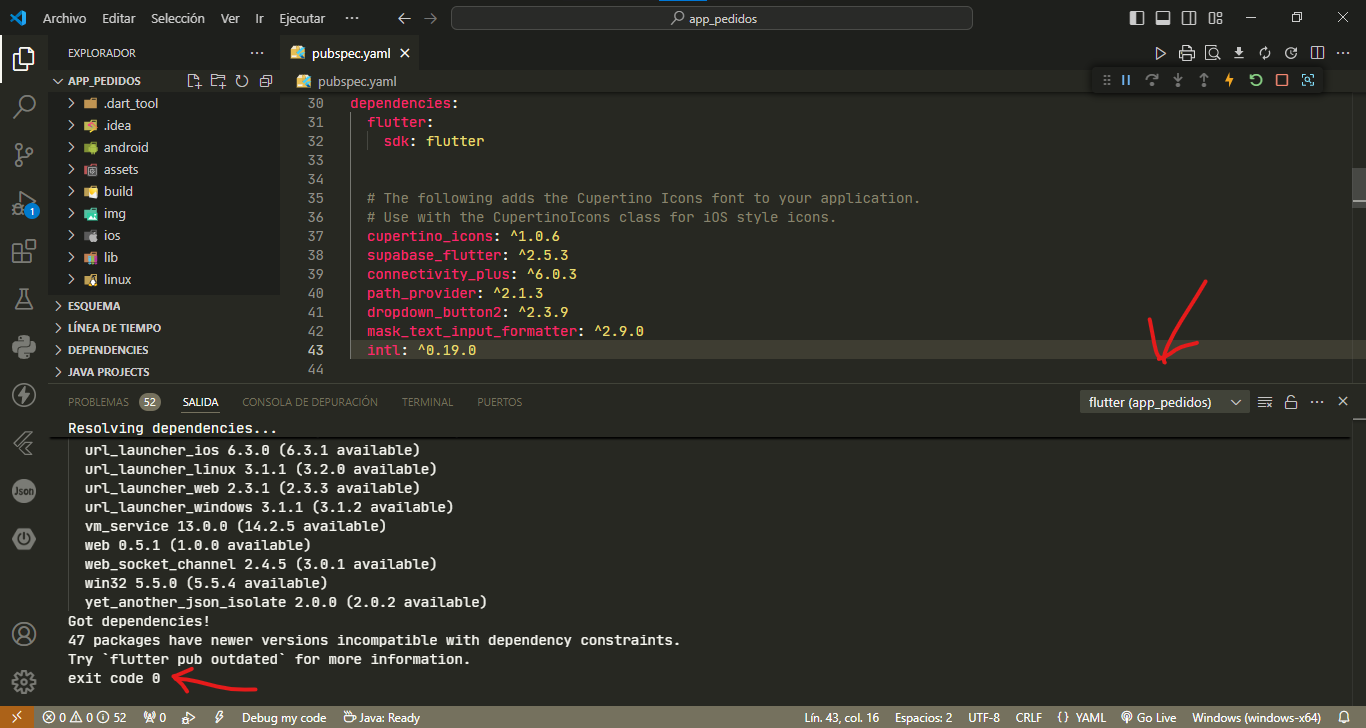 Archivo Editar Selección Ver Ir Ejecutar ··· app_pedidos
EXPLORADOR ···
APP_PEDIDOS
.dart_tool
.idea
android
assets
build
img
ios
lib
linux
ESQUEMA
LÍNEA DE TIEMPO
DEPENDENCIES
JAVA PROJECTS
1
Json
pubspec.yaml
pubspec.yaml
30 dependencies:
31 flutter:
32 sdk: flutter
33
34
35 # The following adds the Cupertino Icons font to your application.
36 # Use with the CupertinoIcons class for iOS style icons.
37 cupertino_icons: ^1.0.6
38 supabase_flutter: ^2.5.3
39 connectivity_plus: ^6.0.3
40 path_provider: ^2.1.3
41 dropdown_button2: ^2.3.9
42 mask_text_input_formatter: ^2.9.0
43 intl: ^0.19.0
44
PROBLEMAS 52 SALIDA CONSOLA DE DEPURACIÓN TERMINAL PUERTOS flutter (app_pedidos)
Resolving dependencies...
url_launcher_ios 6.3.0 (6.3.1 available)
url_launcher_linux 3.1.1 (3.2.0 available)
url_launcher_web 2.3.1 (2.3.3 available)
url_launcher_windows 3.1.1 (3.1.2 available)
vm_service 13.0.0 (14.2.5 available)
web 0.5.1 (1.0.0 available)
web_socket_channel 2.4.5 (3.0.1 available)
win32 5.5.0 (5.5.4 available)
yet_another_json_isolate 2.0.0 (2.0.2 available)
Got dependencies!
47 packages have newer versions incompatible with dependency constraints.
Try `flutter pub outdated` for more information.
exit code 0
0 0 52 0 Debug my code Java: Ready Lín. 43, col. 16 Espacios: 2 UTF-8 CRLF {} YAML Go Live Windows (windows-x64)